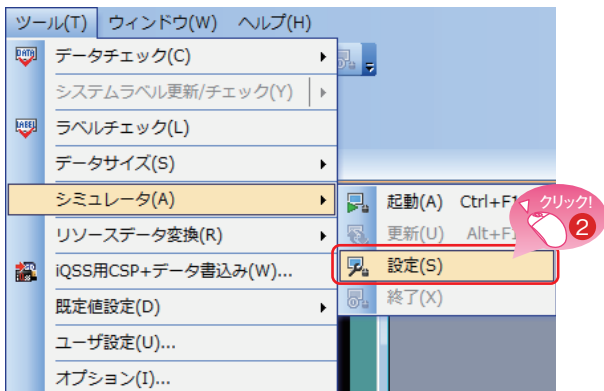 ツール(T) ウィンドウ(W) ヘルプ(H)
DATA データチェック(C)
システムラベル更新/チェック(Y)
LABEL ラベルチェック(L)
データサイズ(S)
シミュレータ(A)
起動(A) Ctrl+F1
クリック!
2
リソースデータ変換(R)
更新(U) Alt+F1
iQSS用CSP+データ書込み(W)...
設定(S)
既定値設定(D)
終了(X)
ユーザ設定(U)...
オプション(I)...